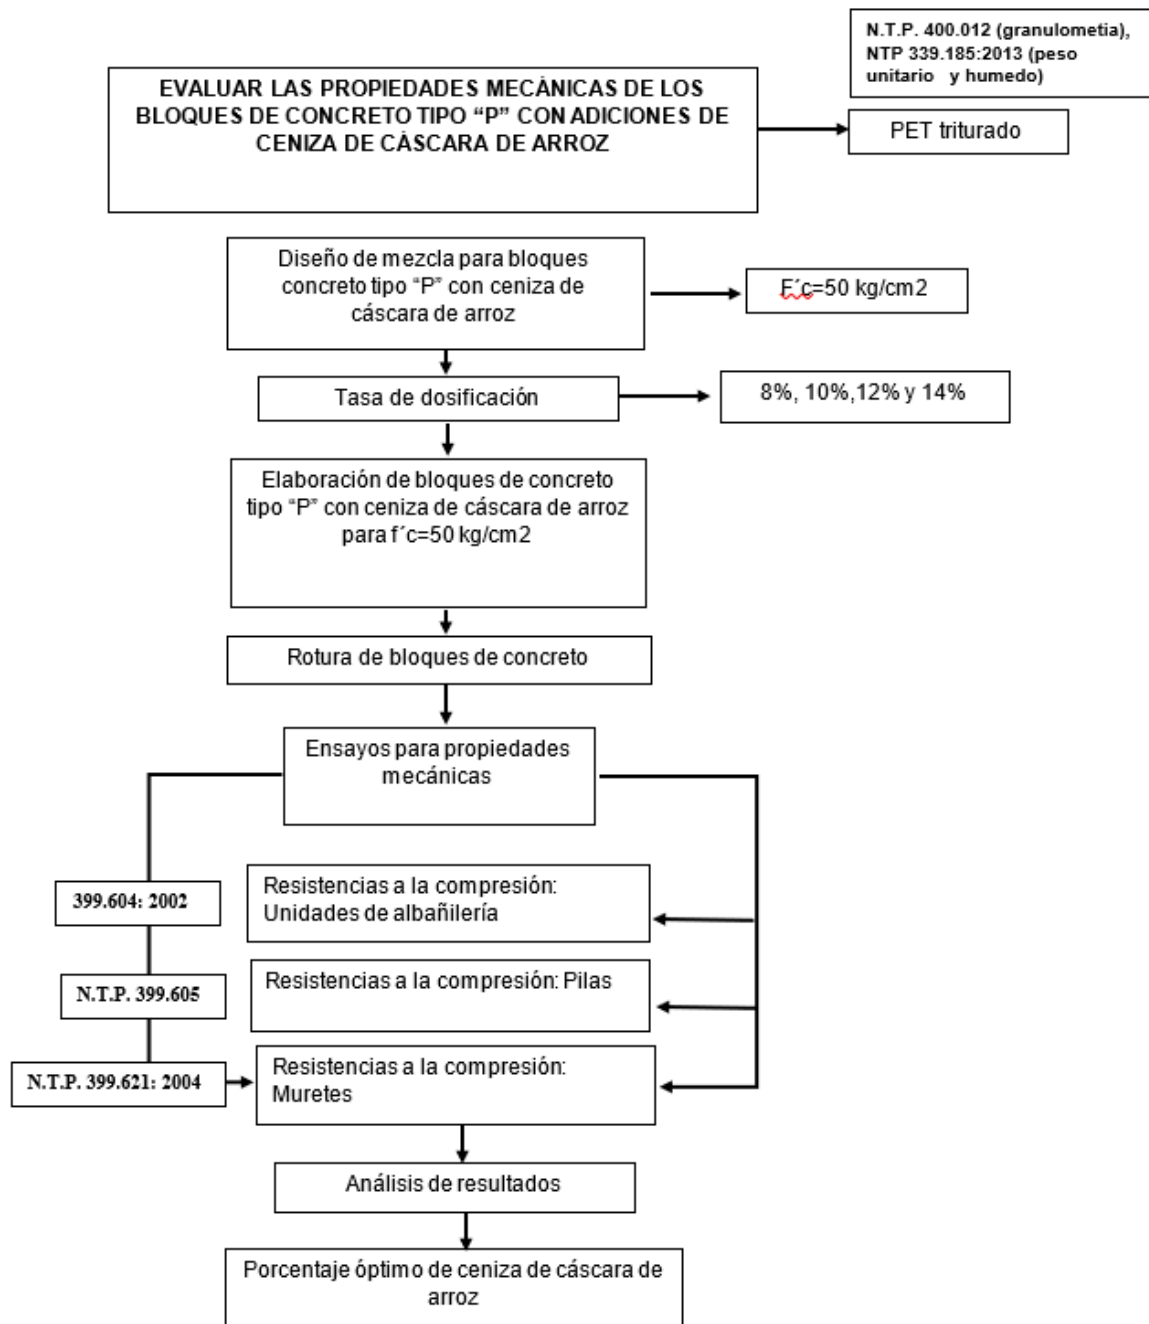 N.T.P. 400.012 (granulometia),
NTP 339.185:2013 (peso
unitario y humedo)
EVALUAR LAS PROPIEDADES MECÁNICAS DE LOS
BLOQUES DE CONCRETO TIPO “P” CON ADICIONES DE
CENIZA DE CÁSCARA DE ARROZ
PET triturado
Diseño de mezcla para bloques
concreto tipo “P” con ceniza de
cáscara de arroz
F´c=50 kg/cm2
Tasa de dosificación
8%, 10%,12% y 14%
Elaboración de bloques de concreto
tipo “P” con ceniza de cáscara de arroz
para f´c=50 kg/cm2
Rotura de bloques de concreto
Ensayos para propiedades
mecánicas
399.604: 2002
Resistencias a la compresión:
Unidades de albañilería
N.T.P. 399.605
Resistencias a la compresión: Pilas
N.T.P. 399.621: 2004
Resistencias a la compresión:
Muretes
Análisis de resultados
Porcentaje óptimo de ceniza de cáscara de
arroz